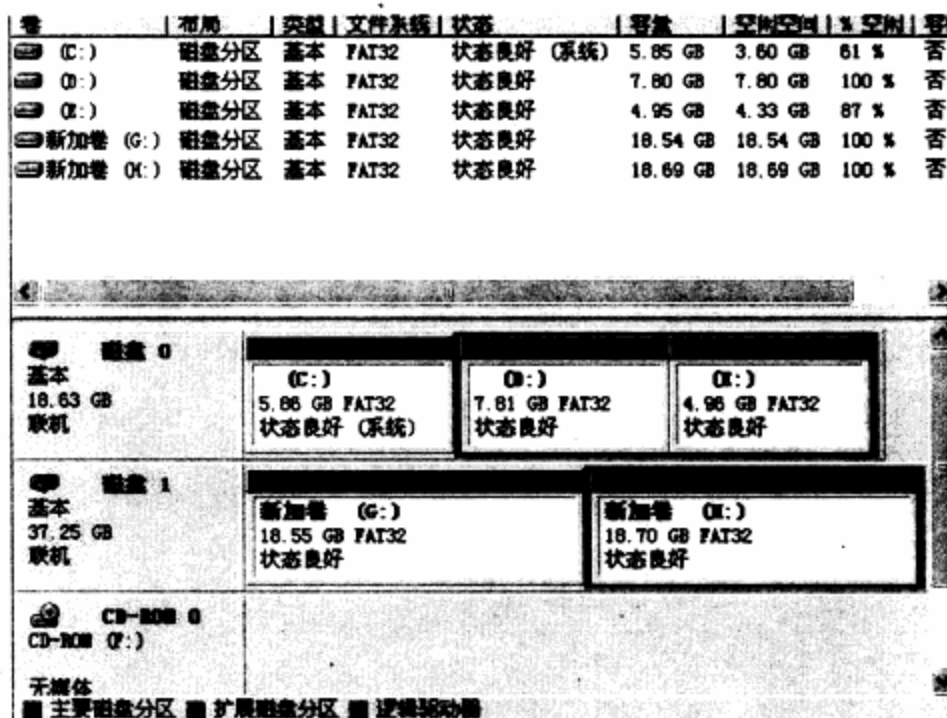 卷 布局 类型 文件系统 状态 容量 空闲空间 % 空闲
(C:) 磁盘分区 基本 FAT32 状态良好 (系统) 5.85 GB 3.60 GB 61 % 否
(D:) 磁盘分区 基本 FAT32 状态良好 7.80 GB 7.80 GB 100 % 否
(E:) 磁盘分区 基本 FAT32 状态良好 4.95 GB 4.33 GB 87 % 否
新加卷 (G:) 磁盘分区 基本 FAT32 状态良好 18.54 GB 18.54 GB 100 % 否
新加卷 (H:) 磁盘分区 基本 FAT32 状态良好 18.69 GB 18.69 GB 100 % 否
磁盘 0
基本
18.63 GB
联机
(C:)
5.86 GB FAT32
状态良好 (系统)
(D:)
7.81 GB FAT32
状态良好
(E:)
4.96 GB FAT32
状态良好
磁盘 1
基本
37.25 GB
联机
新加卷 (G:)
18.55 GB FAT32
状态良好
新加卷 (H:)
18.70 GB FAT32
状态良好
CD-ROM 0
CD-ROM (F:)
无媒体
主要磁盘分区 扩展磁盘分区 逻辑驱动器